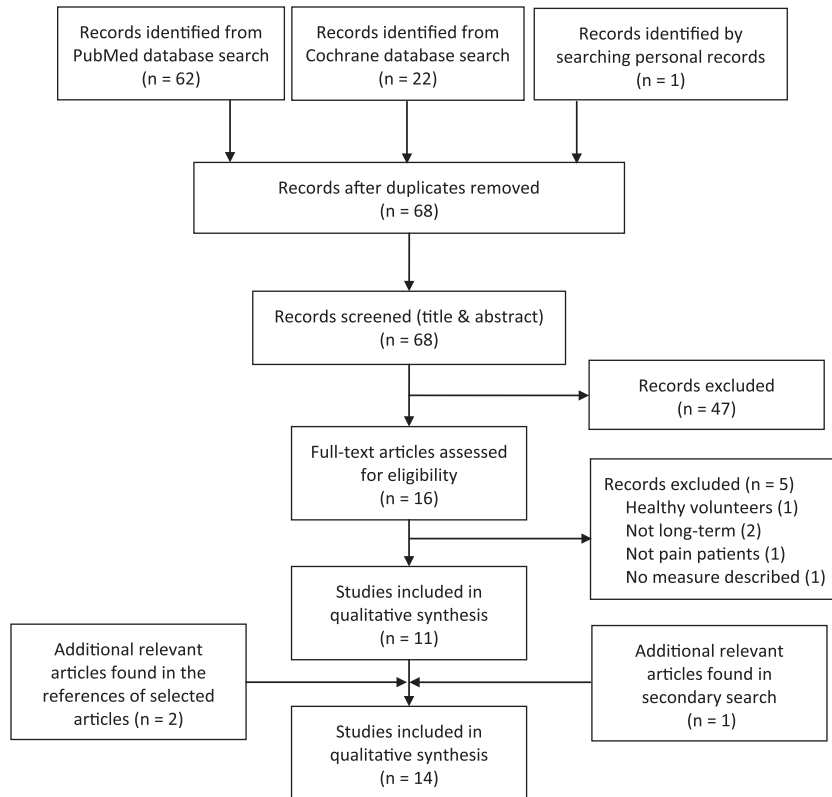 Records identified from
PubMed database search
(n = 62)
Records identified from
Cochrane database search
(n = 22)
Records identified by
searching personal records
(n = 1)
Records after duplicates removed
(n = 68)
Records screened (title & abstract)
(n = 68)
Records excluded
(n = 47)
Full-text articles assessed
for eligibility
(n = 16)
Records excluded (n = 5)
Healthy volunteers (1)
Not long-term (2)
Not pain patients (1)
No measure described (1)
Studies included in
qualitative synthesis
(n = 11)
Additional relevant
articles found in the
references of selected
articles (n = 2)
Additional relevant
articles found in
secondary search
(n = 1)
Studies included in
qualitative synthesis
(n = 14)